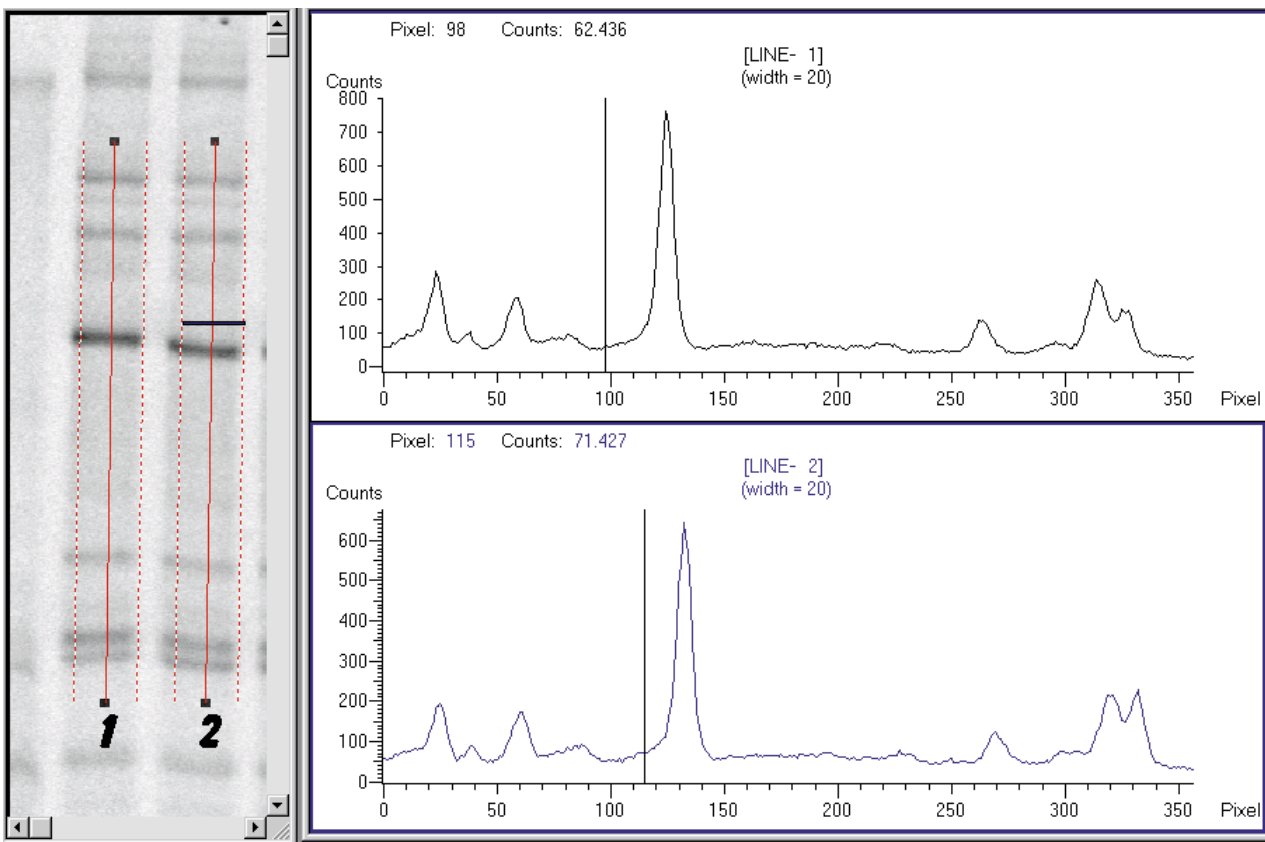 1 2
Pixel: 98 Counts: 62.436
[LINE- 1]
(width = 20)
Counts
800
700
600
500
400
300
200
100
0
0 50 100 150 200 250 300 350 Pixel
Pixel: 115 Counts: 71.427
[LINE- 2]
(width = 20)
Counts
600
500
400
300
200
100
0
0 50 100 150 200 250 300 350 Pixel